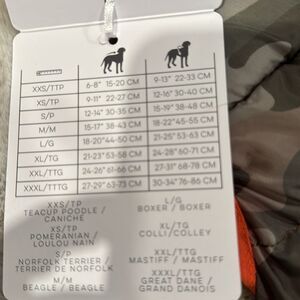 XXS/TTP 6-8" 15-20 CM 9-13" 22-33 CM
XS/TP 9-11" 22-27 CM 12-16" 30-40 CM
S/P 12-14" 30-35 CM 15-19" 38-48 CM
M/M 15-17" 38-43 CM 18-22" 45-55 CM
L/G 18-20" 44-50 CM 21-25" 53-63 CM
XL/TG 21-23" 53-58 CM 24-28" 60-71 CM
XXL/TTG 24-26" 61-66 CM 27-31" 68-78 CM
XXXL/TTTG 27-29" 63-73 CM 30-34" 76-86 CM
XXS/TP
TEACUP POODLE /
CANICHE
XS/TP
POMERANIAN /
LOULOU NAIN
S/P
NORFOLK TERRIER /
TERRIER DE NORFOLK
M/M
BEAGLE / BEAGLE
L/G
BOXER / BOXER
XL/TG
COLLI/COLLEY
XXL/TTG
MASTIFF / MASTIFF
XXXL/TTG
GREAT DANE /
GRAND DANOIS